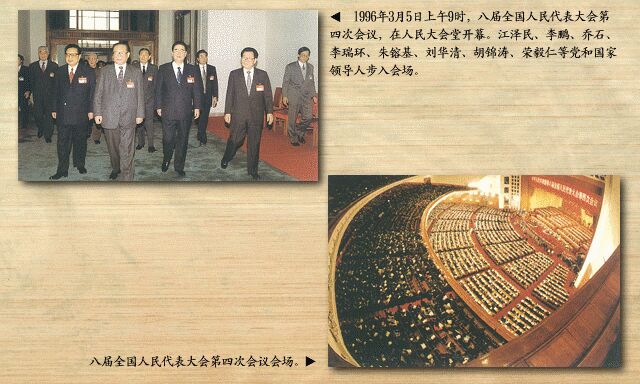 ◀ 1996年3月5日上午9时，八届全国人民代表大会第
四次会议，在人民大会堂开幕。江泽民、李鹏、乔石、
李瑞环、朱镕基、刘华清、胡锦涛、荣毅仁等党和国家
领导人步入会场。
八届全国人民代表大会第四次会议会场。▶